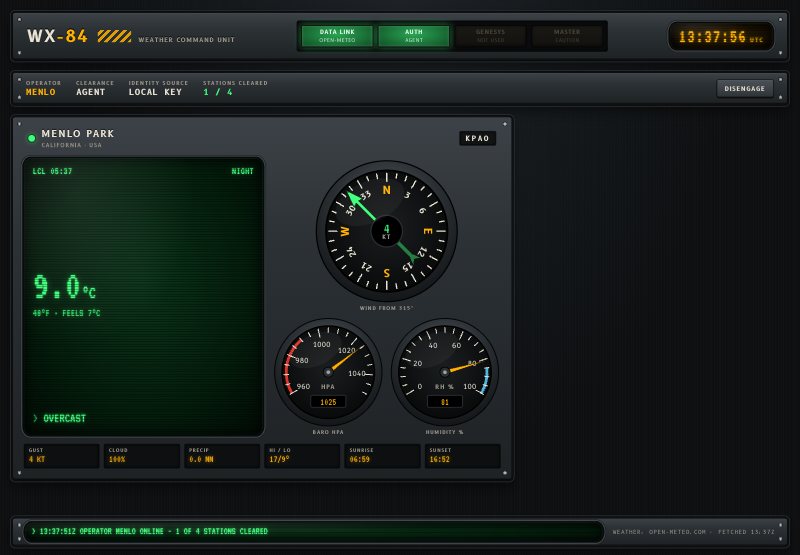 WX-84 WEATHER COMMAND UNIT
DATA LINK
OPEN-METEO
AUTH
AGENT
GENESYS
NOT USED
MASTER
CAUTION
13:37:56 UTC
OPERATOR
MENLO
CLEARANCE
AGENT
IDENTITY SOURCE
LOCAL KEY
STATIONS CLEARED
1 / 4
DISENGAGE
MENLO PARK
CALIFORNIA · USA
KPAO
LCL 05:37
NIGHT
9.0°C
48°F · FEELS 7°C
> OVERCAST
N
3
6
E
12
15
S
21
24
W
30
33
4
KT
WIND FROM 315°
960
980
1000
1020
1040
HPA
1025
BARO HPA
0
20
40
60
80
100
RH %
81
HUMIDITY %
GUST
4 KT
CLOUD
100%
PRECIP
0.0 MM
HI / LO
17/9°
SUNRISE
06:59
SUNSET
16:52
> 13:37:51Z OPERATOR MENLO ONLINE - 1 OF 4 STATIONS CLEARED
WEATHER: OPEN-METEO.COM · FETCHED 13:37Z